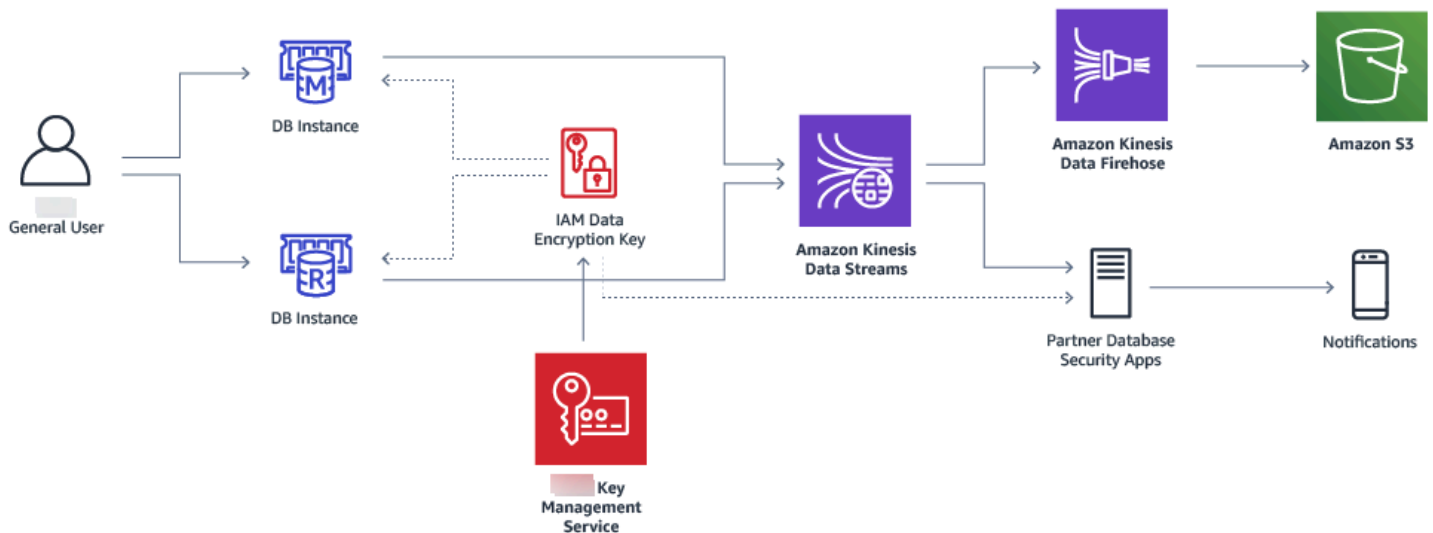 M
DB Instance
General User
R
DB Instance
IAM Data
Encryption Key
Key
Management
Service
Amazon Kinesis
Data Streams
Amazon Kinesis
Data Firehose
Amazon S3
Partner Database
Security Apps
Notifications